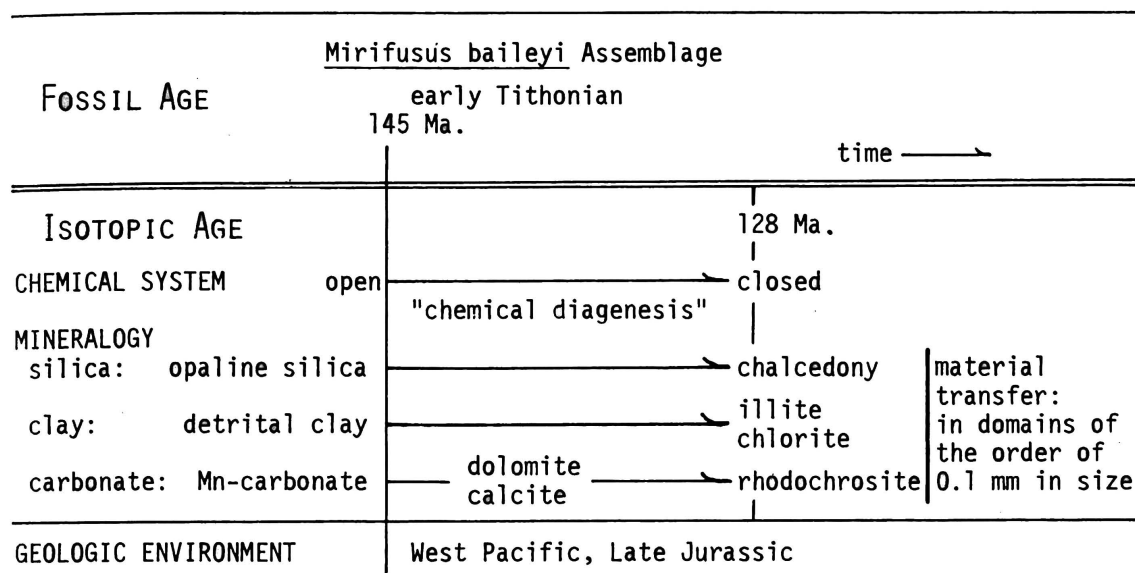 Mirifusus baileyi Assemblage
FOSSIL AGE
early Tithonian
145 Ma.
time
ISOTOPIC AGE
128 Ma.
CHEMICAL SYSTEM open closed
"chemical diagenesis"
MINERALOGY
silica: opaline silica chalcedony
clay: detrital clay illite
chlorite
carbonate: Mn-carbonate dolomite
calcite rhodochrosite
material
transfer:
in domains of
the order of
0.1 mm in size
GEOLOGIC ENVIRONMENT West Pacific, Late Jurassic